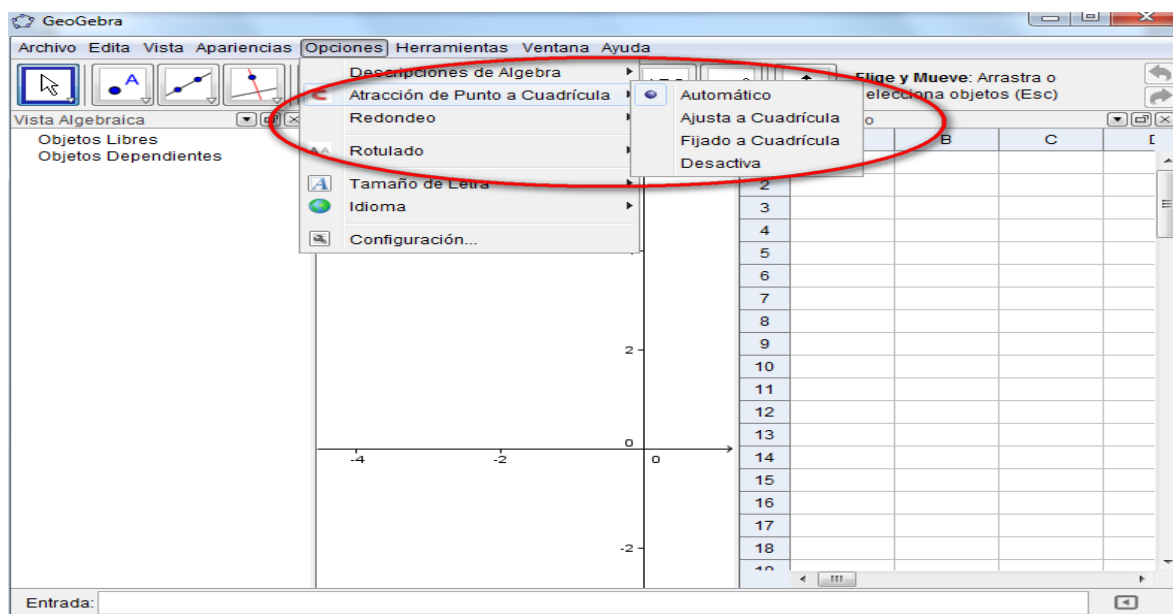 GeoGebra
Archivo Edita Vista Apariencias Opciones Herramientas Ventana Ayuda
Descripciones de Algebra
Atracción de Punto a Cuadrícula
Redondeo
Rotulado
Tamaño de Letra
Idioma
Configuración...
Automático
Ajusta a Cuadrícula
Fijado a Cuadrícula
Desactiva
Elige y Mueve: Arrastra o
selecciona objetos (Esc)
Vista Algebraica
Objetos Libres
Objetos Dependientes
A
B C
2
3
4
5
6
7
8
9
10
11
12
13
14
15
16
17
18
2
0
-4 -2 0
-2
Entrada: